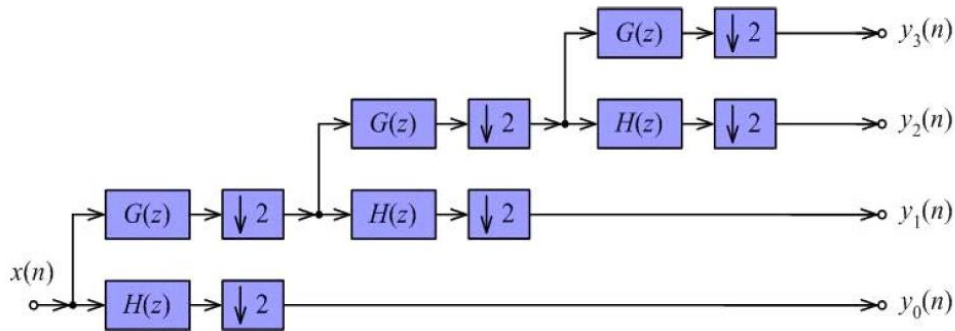 G(z) ↓ 2 y₃(n)
G(z) ↓ 2 H(z) ↓ 2 y₂(n)
G(z) ↓ 2 H(z) ↓ 2 y₁(n)
x(n)
H(z) ↓ 2 y₀(n)